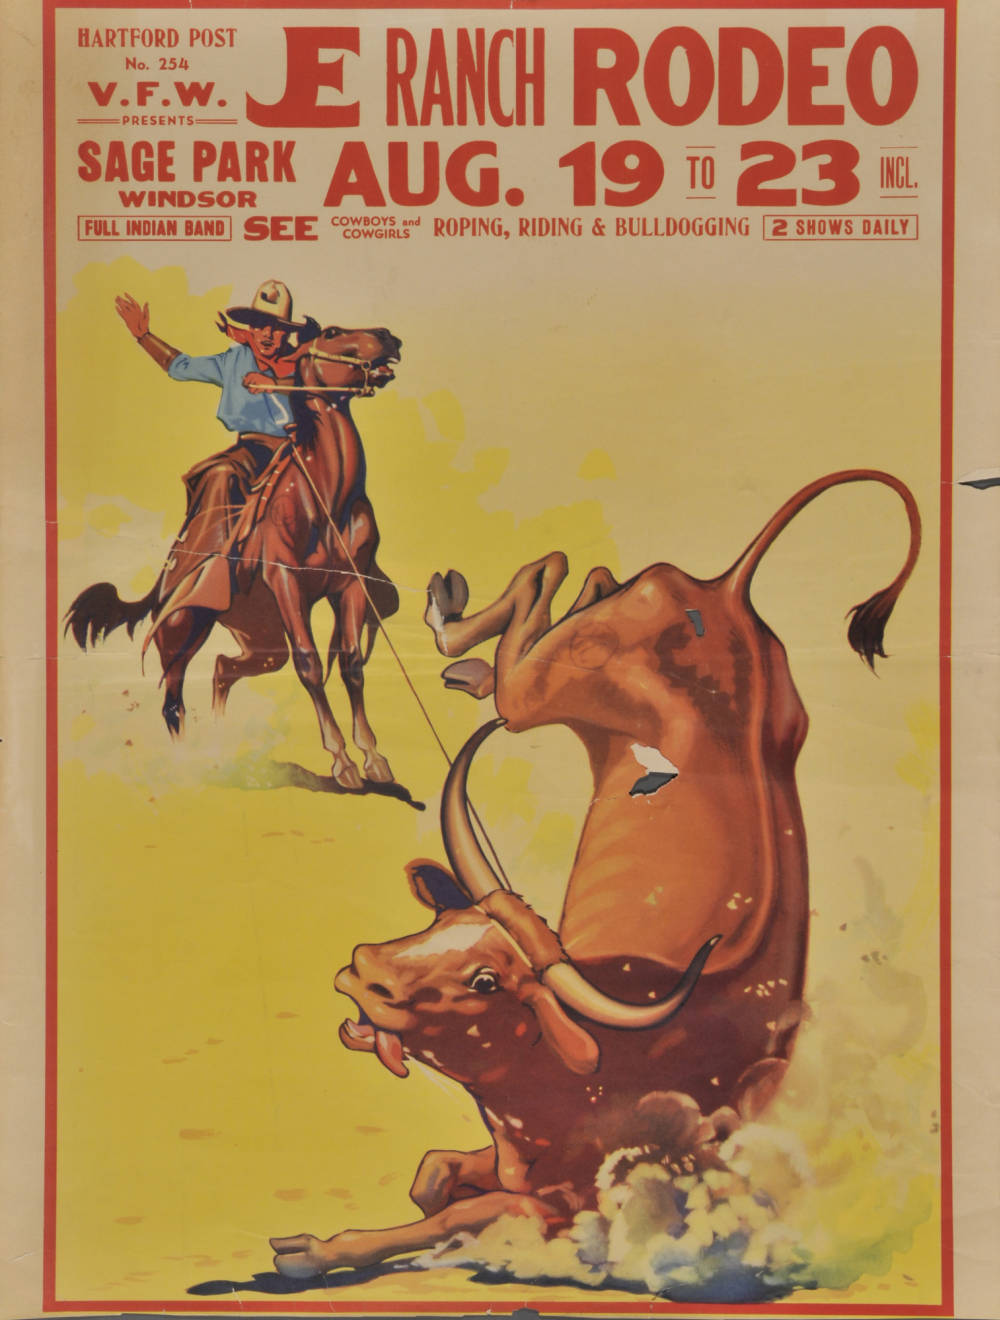 HARTFORD POST
No. 254
V.F.W.
PRESENTS
JE RANCH RODEO
SAGE PARK
WINDSOR
AUG. 19 TO 23 INCL.
FULL INDIAN BAND SEE COWBOYS and COWGIRLS ROPING, RIDING & BULLDOGGING 2 SHOWS DAILY